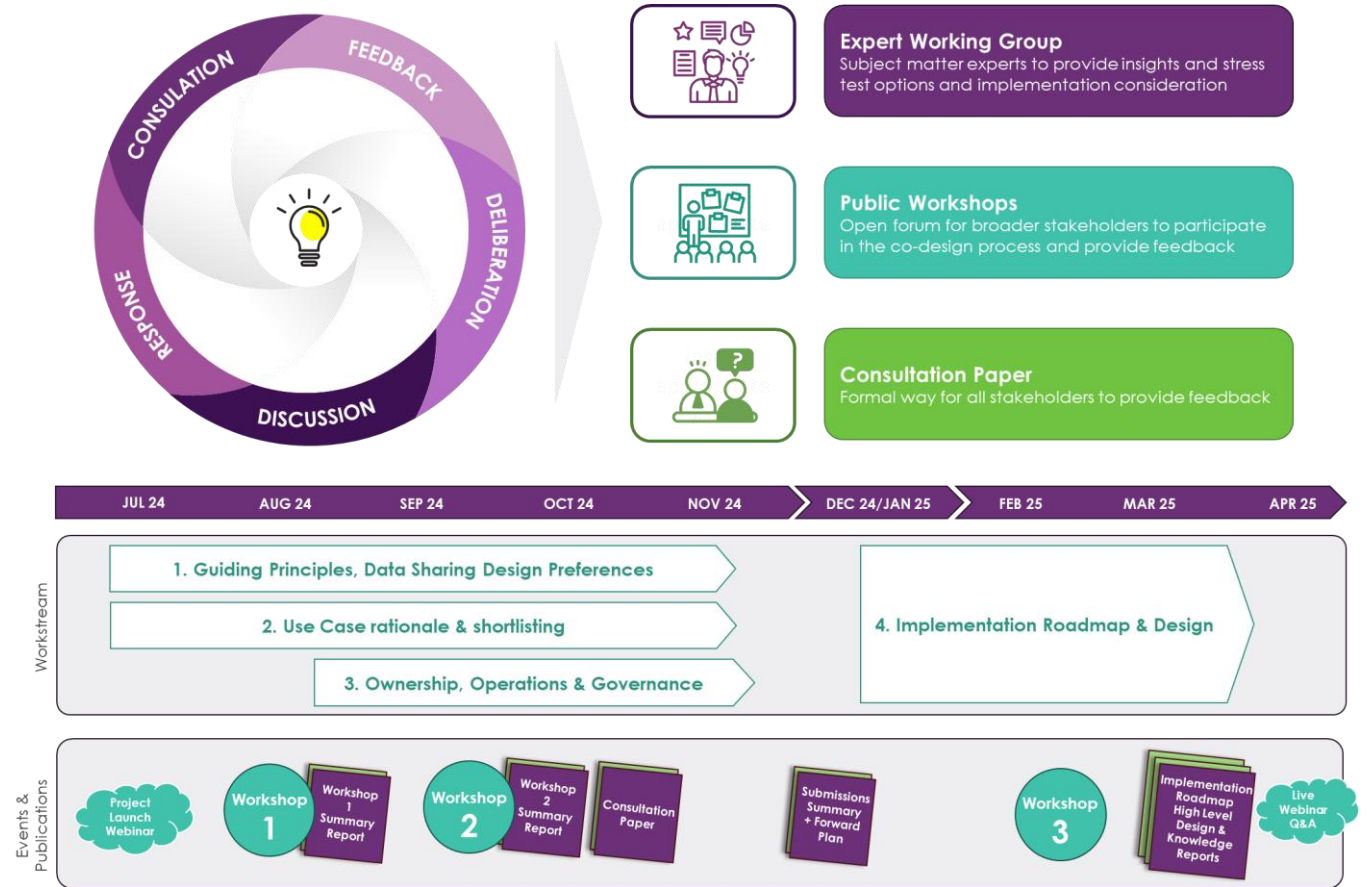 CONSULATION
FEEDBACK
DELIBERATION
DISCUSSION
RESPONSE
Expert Working Group
Subject matter experts to provide insights and stress
test options and implementation consideration
Public Workshops
Open forum for broader stakeholders to participate
in the co-design process and provide feedback
?
Consultation Paper
Formal way for all stakeholders to provide feedback
JUL 24 AUG 24 SEP 24 OCT 24 NOV 24 DEC 24/JAN 25 FEB 25 MAR 25 APR 25
Workstream
1. Guiding Principles, Data Sharing Design Preferences
2. Use Case rationale & shortlisting
3. Ownership, Operations & Governance
4. Implementation Roadmap & Design
Events &
Publications
Project
Launch
Webinar
Workshop
1
Workshop
1
Summary
Report
Workshop
2
Workshop
2
Summary
Report
Consultation
Paper
Submissions
Summary
+ Forward
Plan
Workshop
3
Implementation
Roadmap
High Level
Design &
Knowledge
Reports
Live
Webinar
Q&A